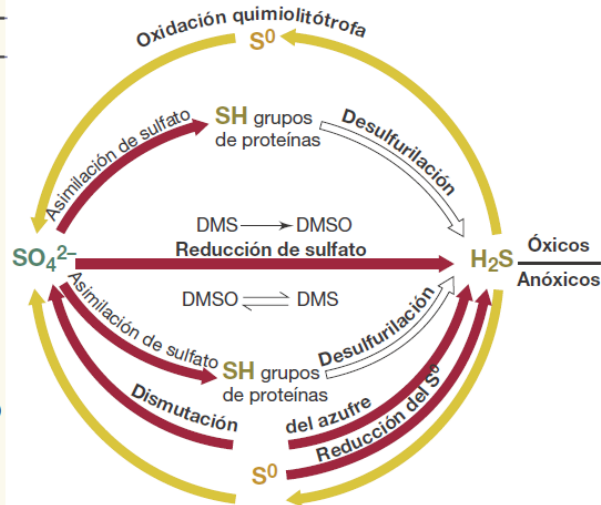 Oxidación quimiolitótrofa
S⁰
Asimilación de sulfato
SH grupos
de proteínas
Desulfurilación
DMS → DMSO
SO₄²⁻
Reducción de sulfato
H₂S
Óxicos
Anóxicos
DMSO ⇌ DMS
Asimilación de sulfato
SH grupos
de proteínas
Desulfurilación
Dismutación
del azufre
Reducción del S⁰
S⁰